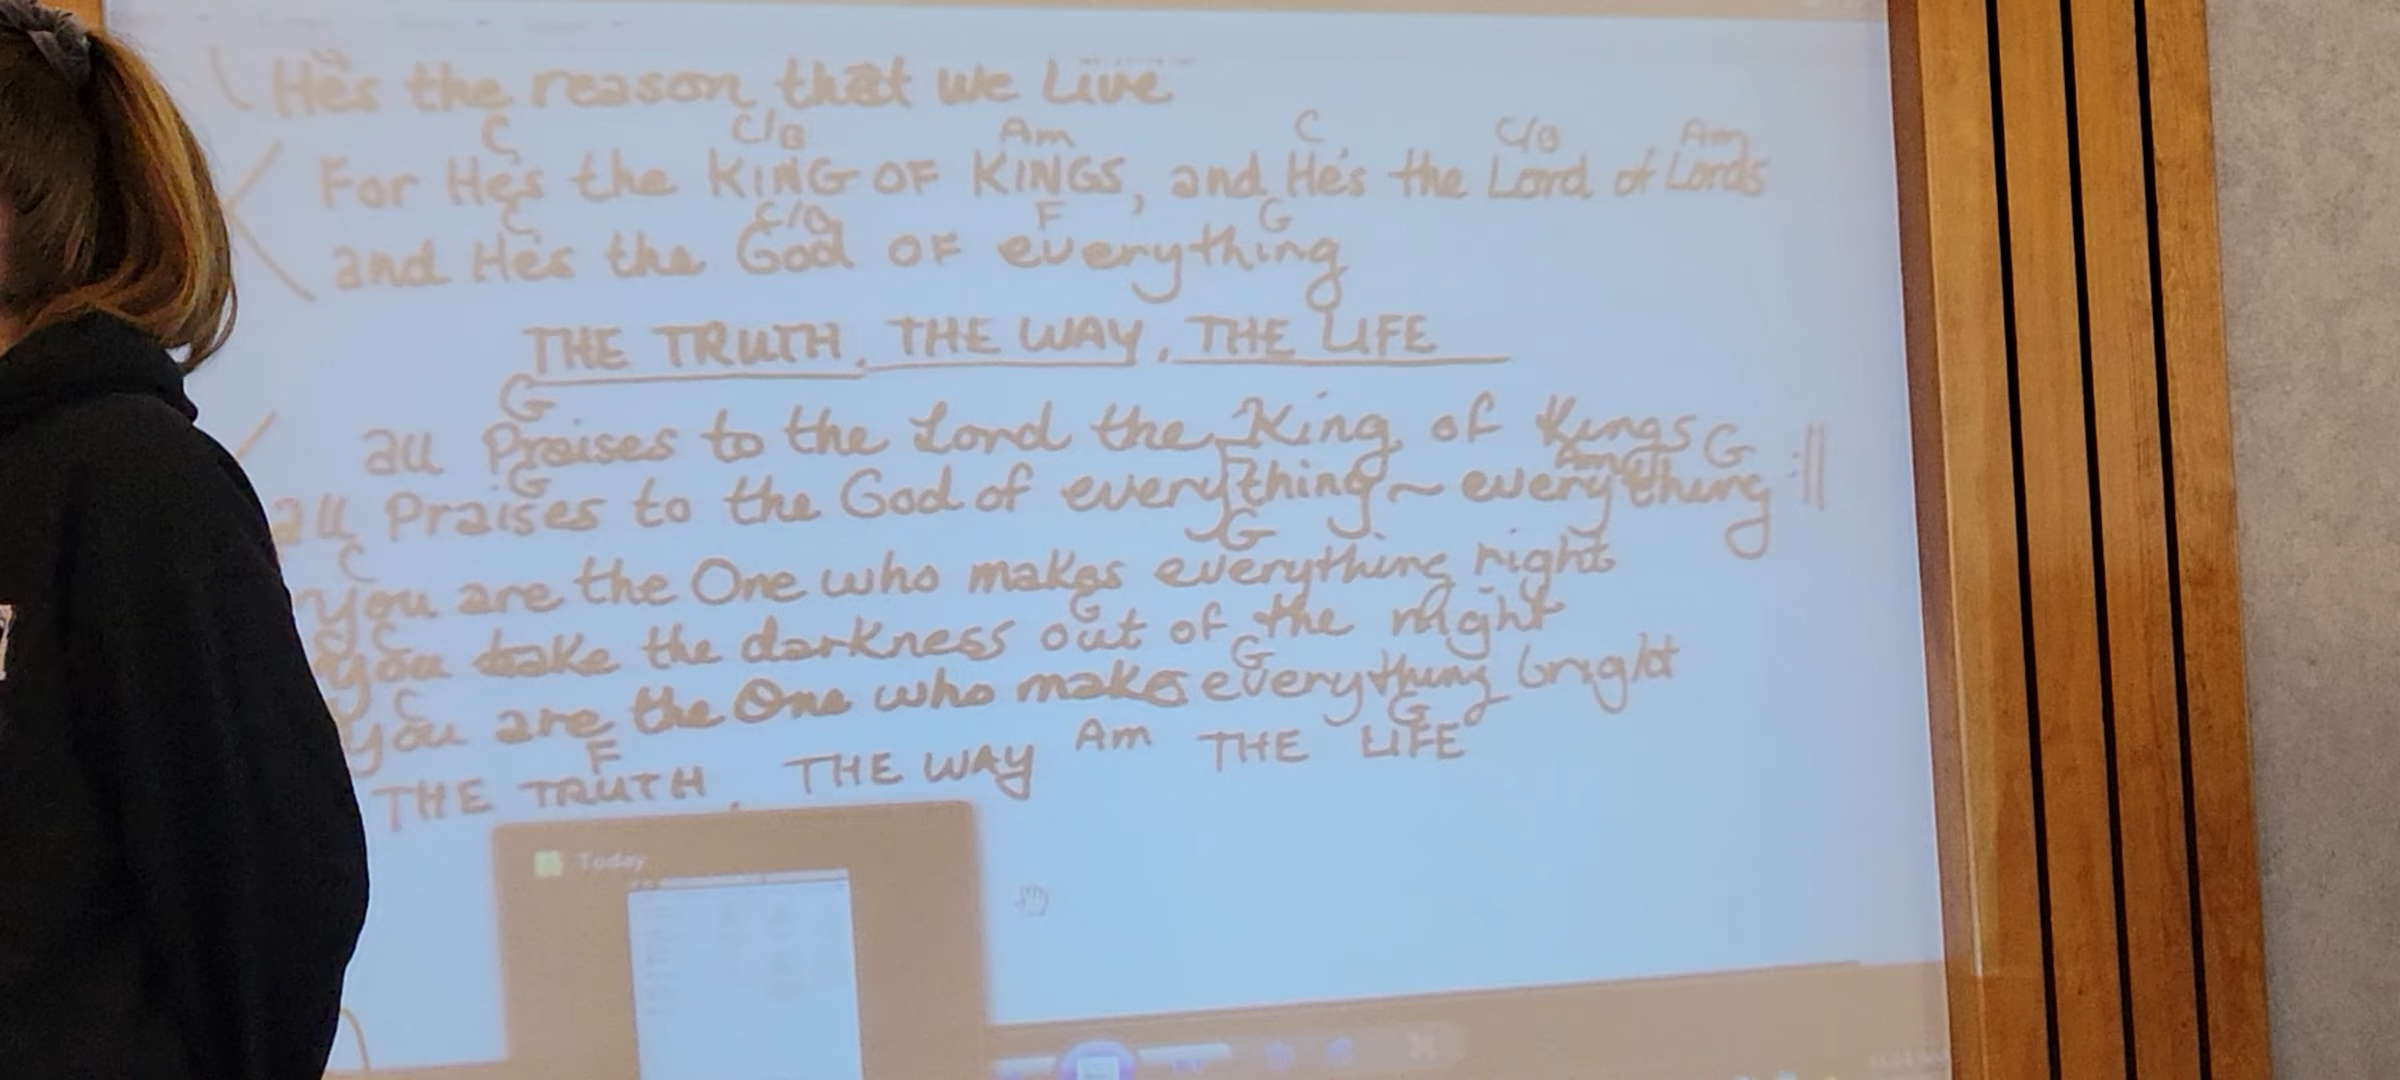 He's the reason that we Live
C C/B Am C C/B Am
For He's the KING OF KINGS, and He's the Lord of Lords
C C/B F G
and He's the God OF everything
THE TRUTH, THE WAY, THE LIFE
G
all Praises to the Lord the King of Kings
G F Am G
all Praises to the God of everything ~ everything :||
C G
You are the One who makes everything right
C G
You take the darkness out of the night
C G
You are the One who makes everything bright
F Am G
THE TRUTH, THE WAY THE LIFE
Today